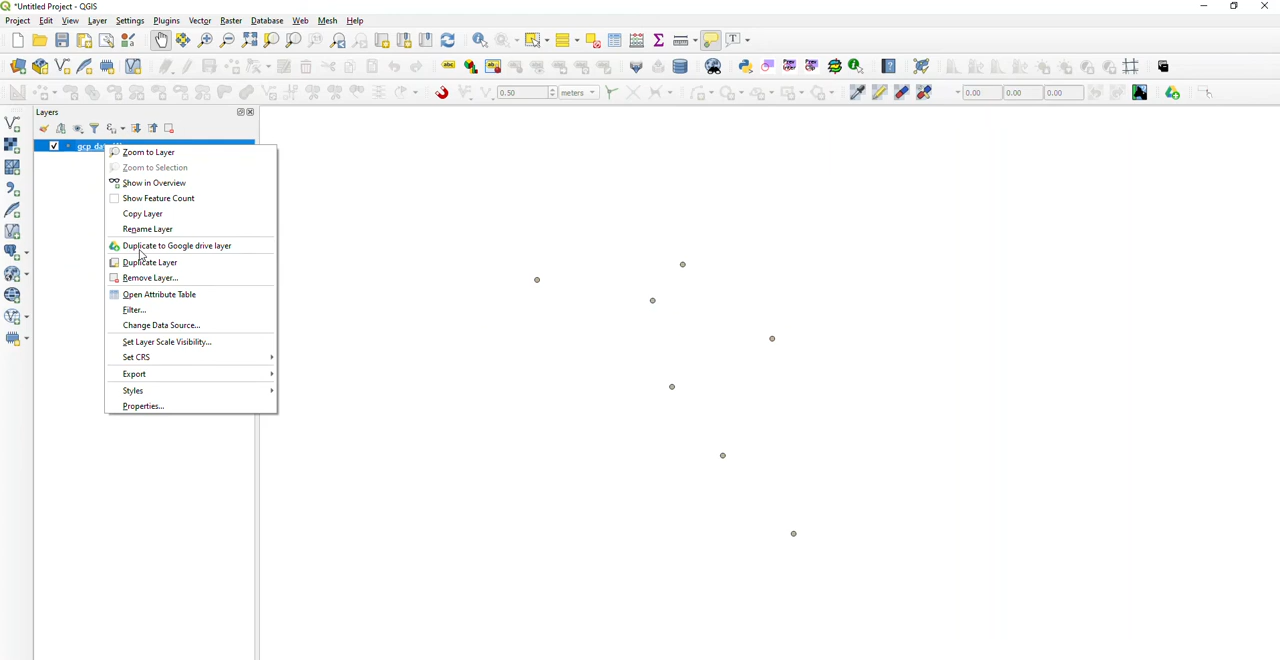 *Untitled Project - QGIS
Project Edit View Layer Settings Plugins Vector Raster Database Web Mesh Help
0.50 meters 0.00 0.00 0.00
Layers
Zoom to Layer
Zoom to Selection
Show in Overview
Show Feature Count
Copy Layer
Rename Layer
Duplicate to Google drive layer
Duplicate Layer
Remove Layer...
Open Attribute Table
Filter...
Change Data Source...
Set Layer Scale Visibility...
Set CRS
Export
Styles
Properties...